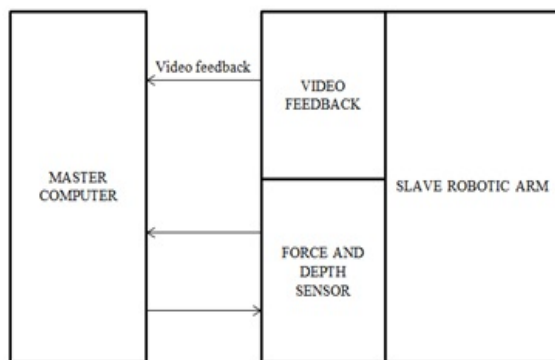 Video feedback
VIDEO
FEEDBACK
MASTER
COMPUTER
SLAVE ROBOTIC ARM
FORCE AND
DEPTH
SENSOR